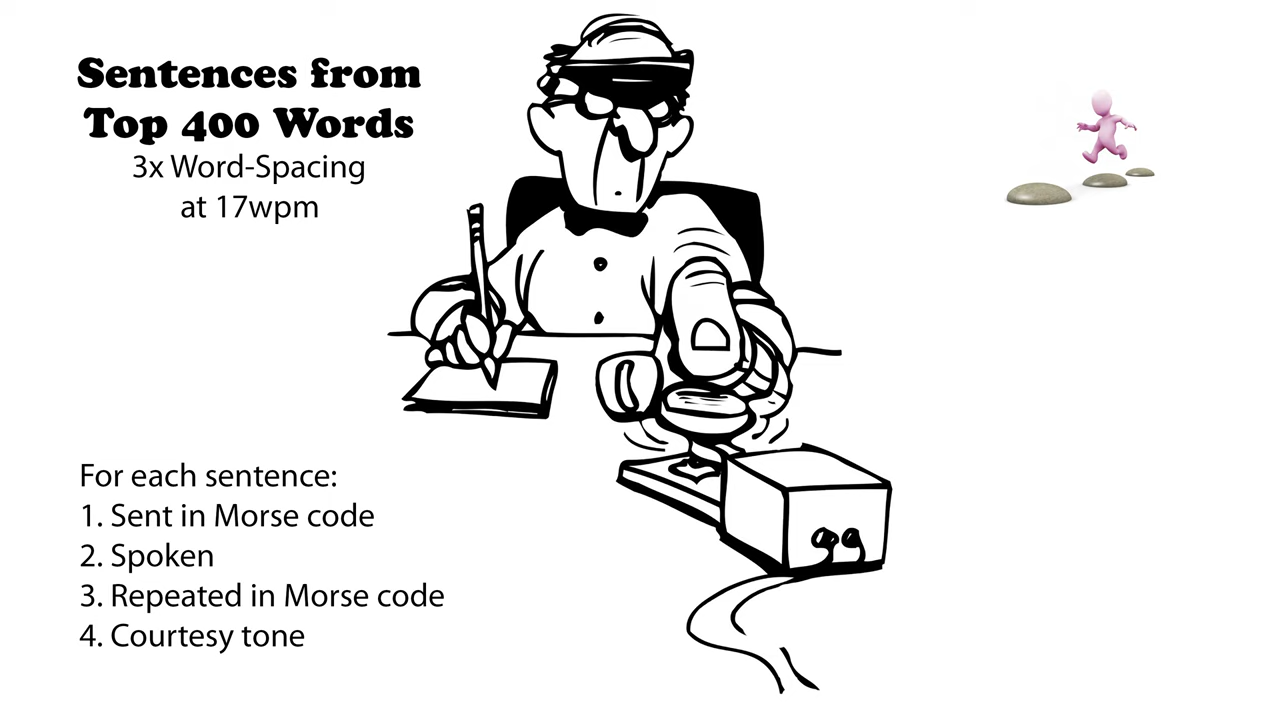 Sentences from
Top 400 Words
3x Word-Spacing
at 17wpm
For each sentence:
1. Sent in Morse code
2. Spoken
3. Repeated in Morse code
4. Courtesy tone